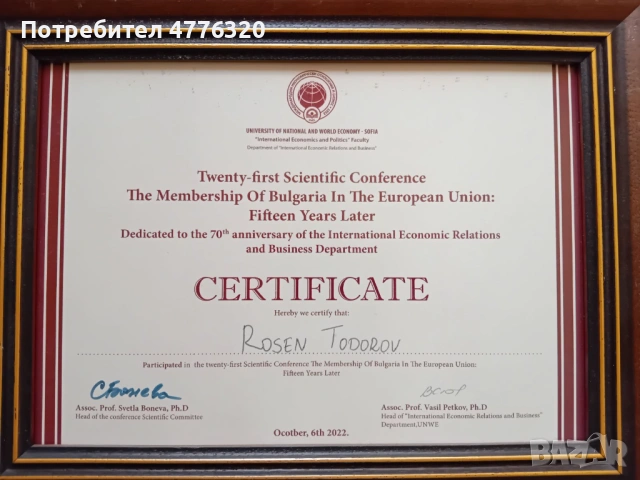 Потребител 4776320
UNIVERSITY OF NATIONAL AND WORLD ECONOMY - SOFIA
"International Economics and Politics" Faculty
Department of "International Economic Relations and Business"
Twenty-first Scientific Conference
The Membership Of Bulgaria In The European Union:
Fifteen Years Later
Dedicated to the 70th anniversary of the International Economic Relations
and Business Department
CERTIFICATE
Hereby we certify that:
ROSEN TODOROV
Participated in the twenty-first Scientific Conference The Membership Of Bulgaria In The European Union:
Fifteen Years Later
Assoc. Prof. Svetla Boneva, Ph.D
Head of the conference Scientific Committee
Assoc. Prof. Vasil Petkov, Ph.D
Head of "International Economic Relations and Business"
Department,UNWE
Ocotber, 6th 2022.
BAZAR